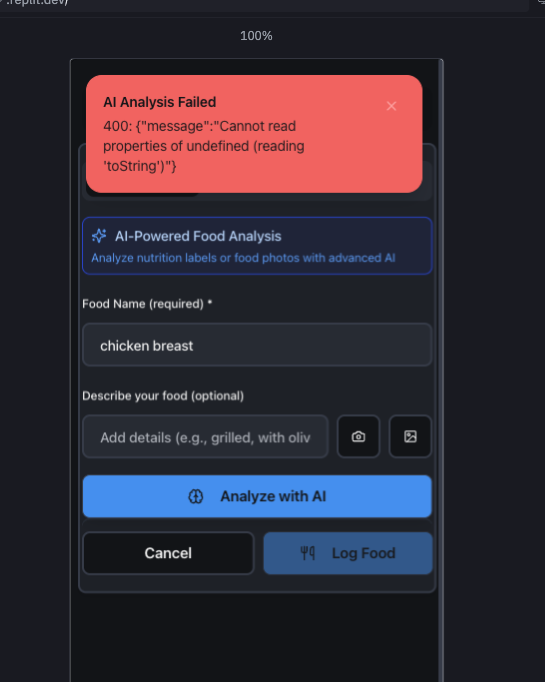 .replit.dev/
100%
AI Analysis Failed
400: {"message":"Cannot read
properties of undefined (reading
'toString')"}
AI-Powered Food Analysis
Analyze nutrition labels or food photos with advanced AI
Food Name (required) *
chicken breast
Describe your food (optional)
Add details (e.g., grilled, with oliv
Analyze with AI
Cancel
Log Food